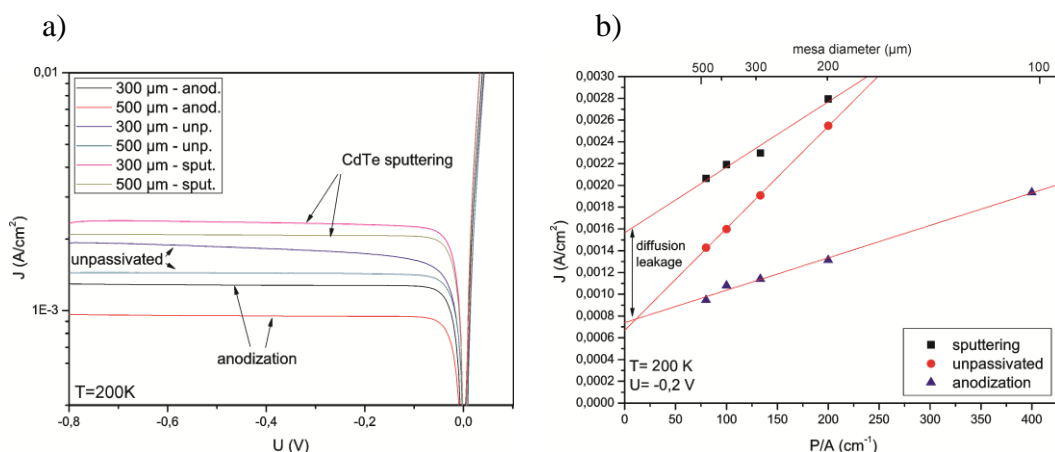 a)
0,01
300 µm - anod.
500 µm - anod.
300 µm - unp.
500 µm - unp.
300 µm - sput.
500 µm - sput.
CdTe sputtering
J (A/cm²)
unpassivated
1E-3
anodization
T=200K
-0,8 -0,6 -0,4 -0,2 0,0
U (V)
b)
mesa diameter (µm)
500 300 200 100
0,0030
0,0028
0,0026
0,0024
0,0022
0,0020
0,0018
0,0016
0,0014
0,0012
0,0010
0,0008
0,0006
0,0004
0,0002
0,0000
J (A/cm²)
diffusion
leakage
sputtering
unpassivated
anodization
T= 200 K
U= -0,2 V
0 50 100 150 200 250 300 350 400
P/A (cm⁻¹)